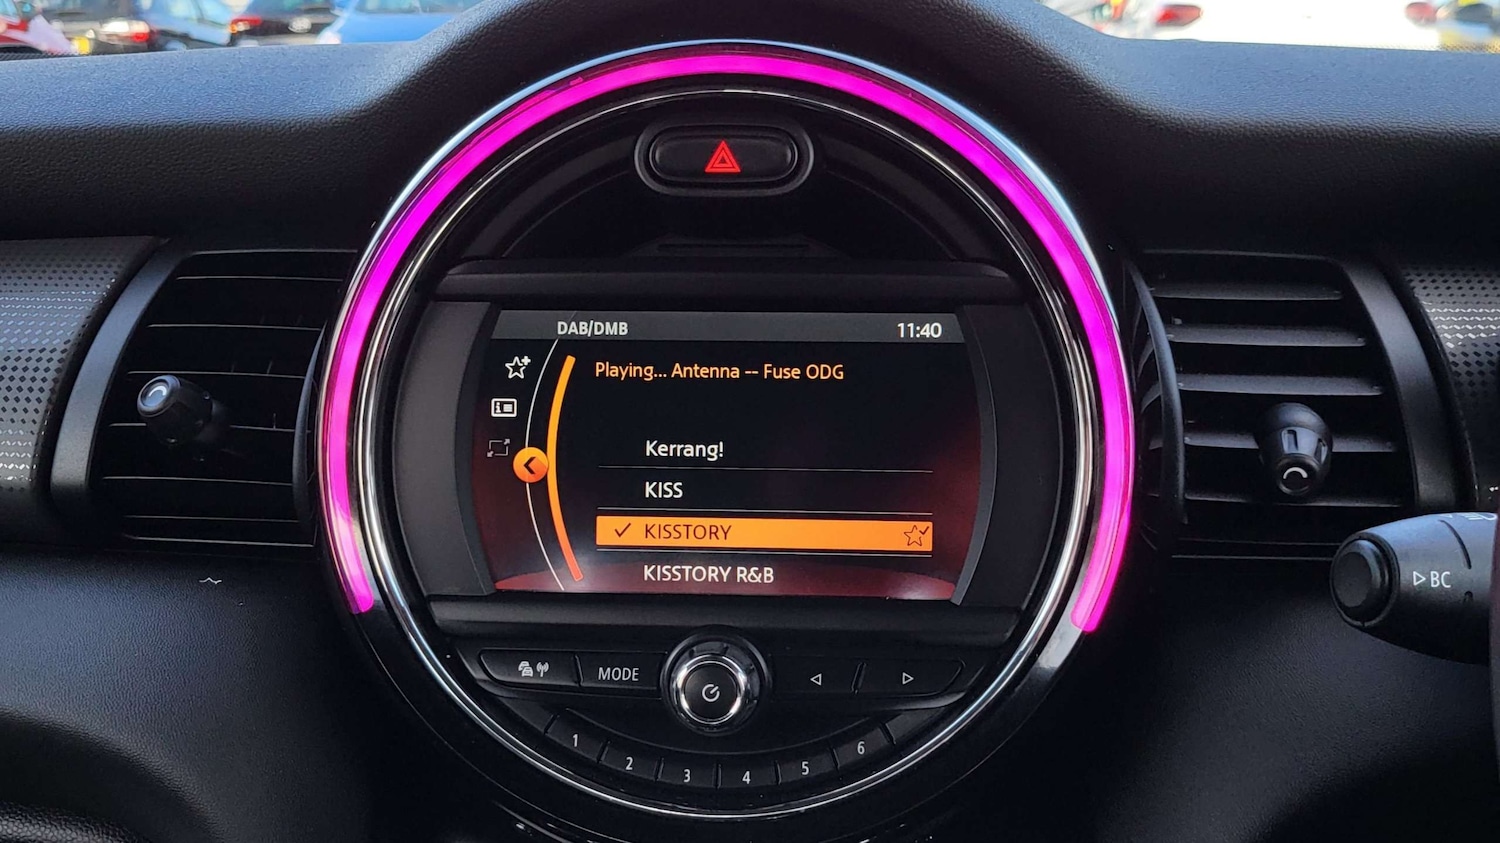 DAB/DMB 11:40
Playing... Antenna -- Fuse ODG
Kerrang!
KISS
KISSTORY
KISSTORY R&B
BC
MODE
1 2 3 4 5 6